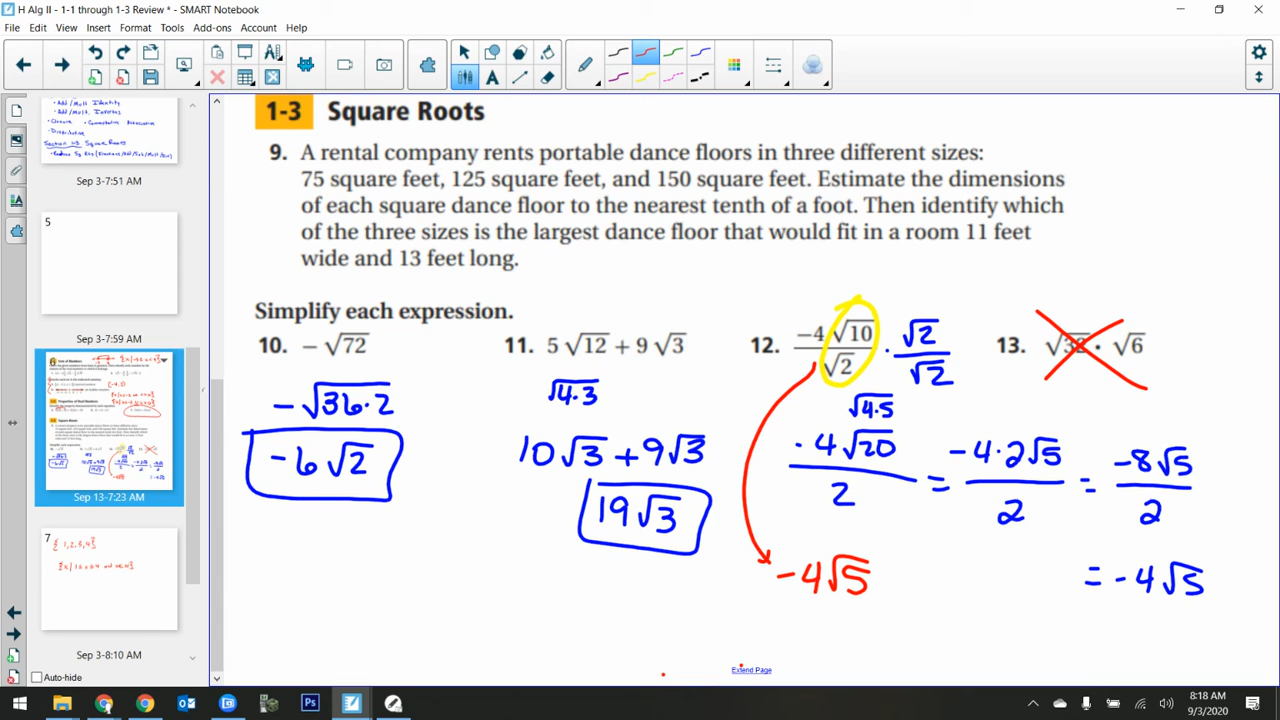 H Alg II - 1-1 through 1-3 Review * - SMART Notebook
File Edit View Insert Format Tools Add-ons Account Help
1-3 Square Roots
9. A rental company rents portable dance floors in three different sizes:
75 square feet, 125 square feet, and 150 square feet. Estimate the dimensions
of each square dance floor to the nearest tenth of a foot. Then identify which
of the three sizes is the largest dance floor that would fit in a room 11 feet
wide and 13 feet long.
Simplify each expression.
10. −√72
11. 5√12 + 9√3
12. −4√10 / √2 · √2 / √2
13. √ · √6
−√36·2
-6√2
√4·3
10√3 + 9√3
19√3
√4·5
-4√20 / 2 = -4·2√5 / 2 = -8√5 / 2
-4√5
= -4√5
Extend Page
Sep 3-7:51 AM
5
Sep 3-7:59 AM
Sep 13-7:23 AM
7
{1,2,3,4}
Sep 3-8:10 AM
Auto-hide
Ps
8:18 AM
9/3/2020